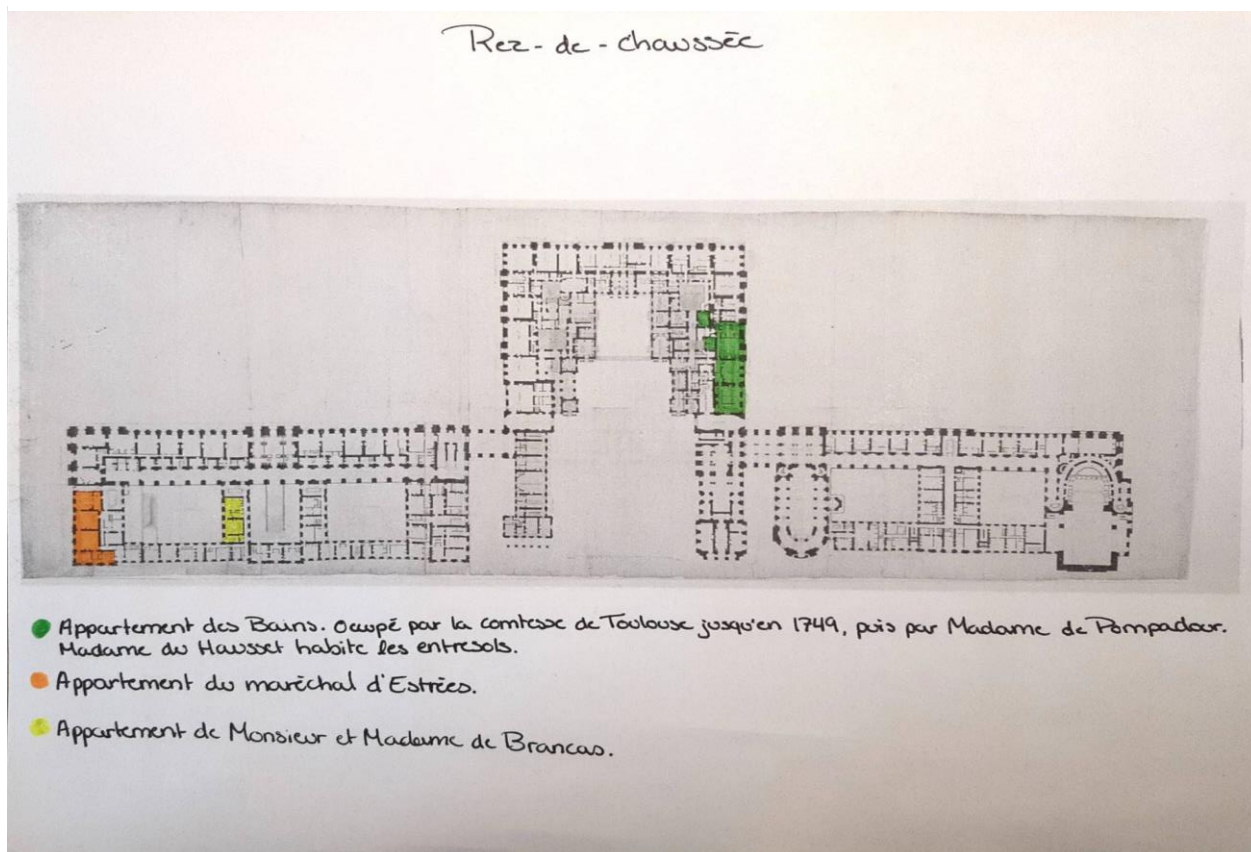 Rez-de-chaussée
Appartement des Bains. Occupé par la comtesse de Toulouse jusqu'en 1749, puis par Madame de Pompadour.
Madame du Hausset habite les entresols.
Appartement du maréchal d'Estrées.
Appartement de Monsieur et Madame de Brancas.